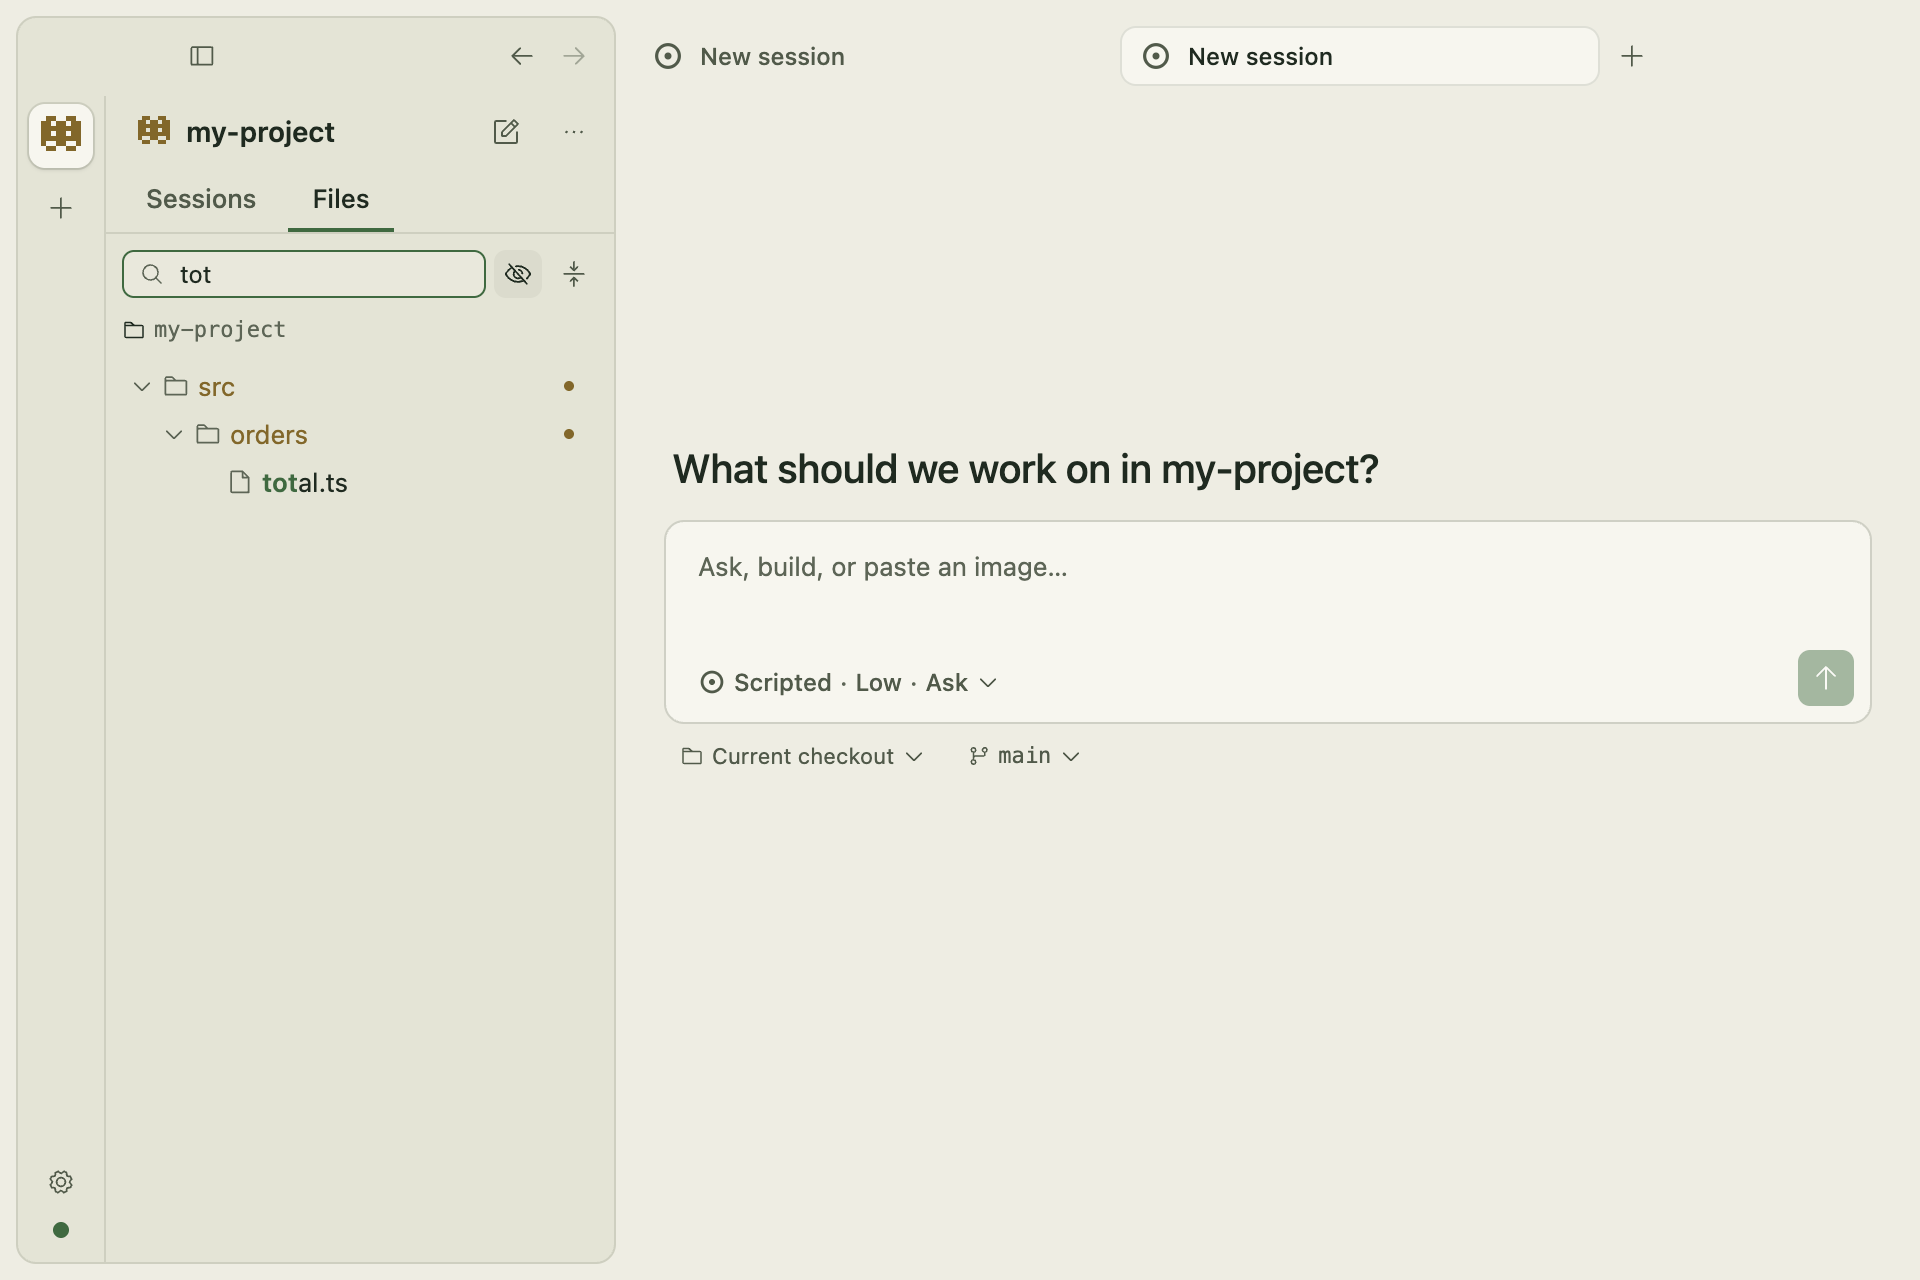 New session
New session
my-project
Sessions
Files
tot
my-project
src
orders
total.ts
What should we work on in my-project?
Ask, build, or paste an image...
Scripted · Low · Ask
Current checkout
main